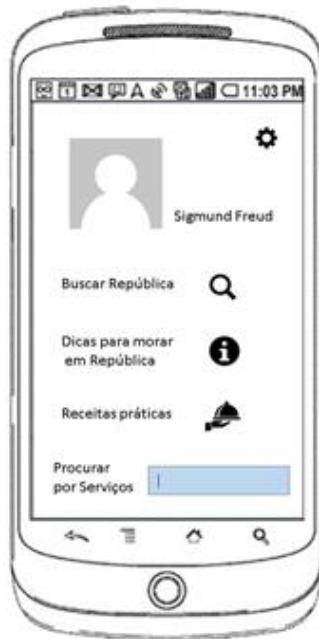 11:03 PM
Sigmund Freud
Buscar República
Dicas para morar
em República
Receitas práticas
Procurar
por Serviços